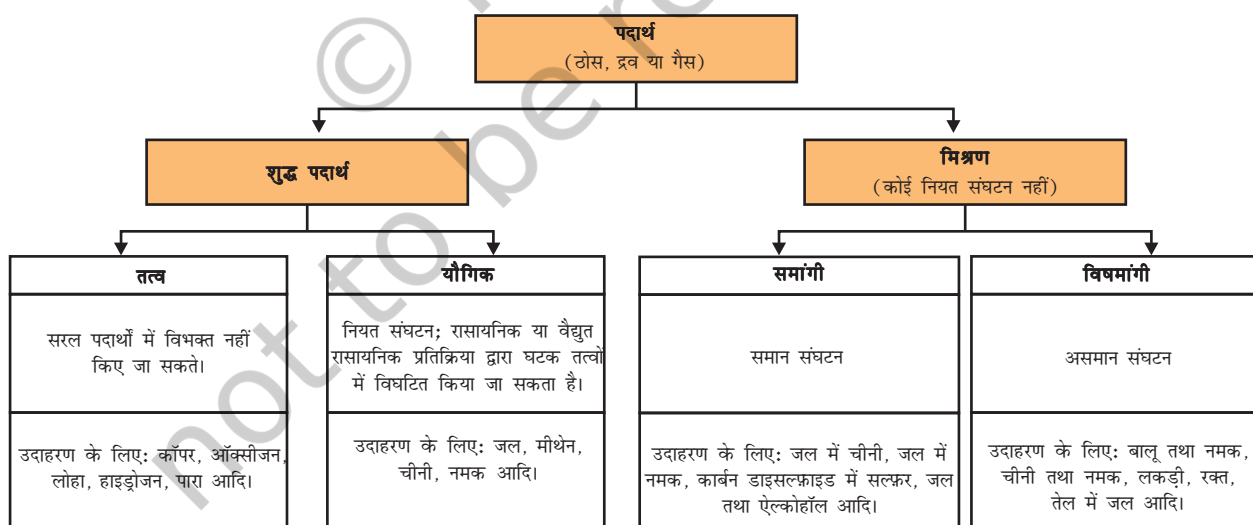 पदार्थ
(ठोस, द्रव या गैस)
शुद्ध पदार्थ
मिश्रण
(कोई नियत संघटन नहीं)
तत्व
सरल पदार्थों में विभक्त नहीं
किए जा सकते।
उदाहरण के लिए: कॉपर, ऑक्सीजन,
लोहा, हाइड्रोजन, पारा आदि।
यौगिक
नियत संघटन; रासायनिक या वैद्युत
रासायनिक प्रतिक्रिया द्वारा घटक तत्वों
में विघटित किया जा सकता है।
उदाहरण के लिए: जल, मीथेन,
चीनी, नमक आदि।
समांगी
समान संघटन
उदाहरण के लिए: जल में चीनी, जल में
नमक, कार्बन डाइसल्फ़ाइड में सल्फ़र, जल
तथा ऐल्कोहॉल आदि।
विषमांगी
असमान संघटन
उदाहरण के लिए: बालू तथा नमक,
चीनी तथा नमक, लकड़ी, रक्त,
तेल में जल आदि।
©
not to be